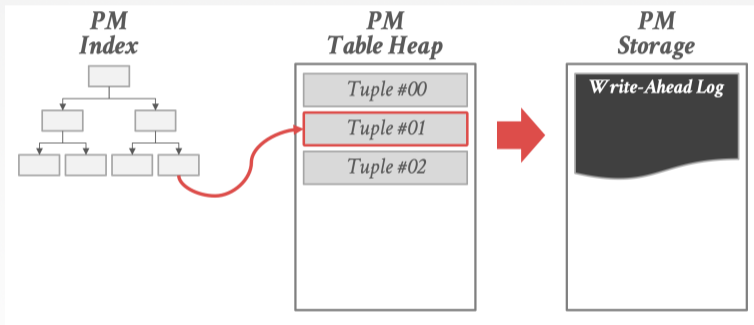 PM
Index
PM
Table Heap
Tuple #00
Tuple #01
Tuple #02
PM
Storage
Write-Ahead Log